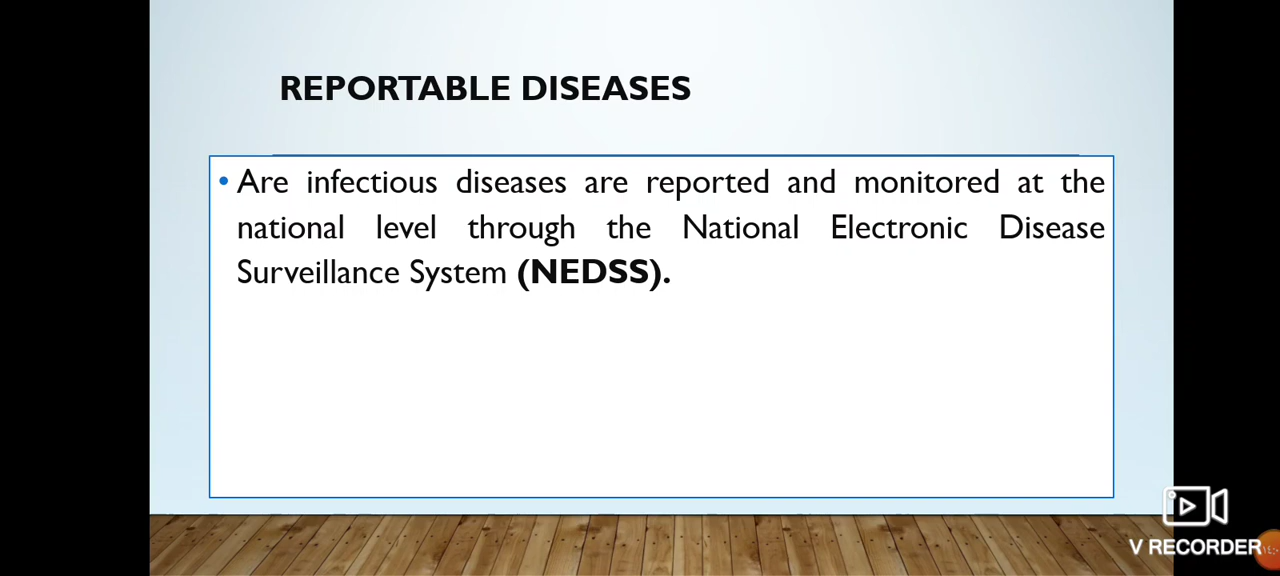 REPORTABLE DISEASES
• Are infectious diseases are reported and monitored at the
national level through the National Electronic Disease
Surveillance System (NEDSS).
V RECORDER